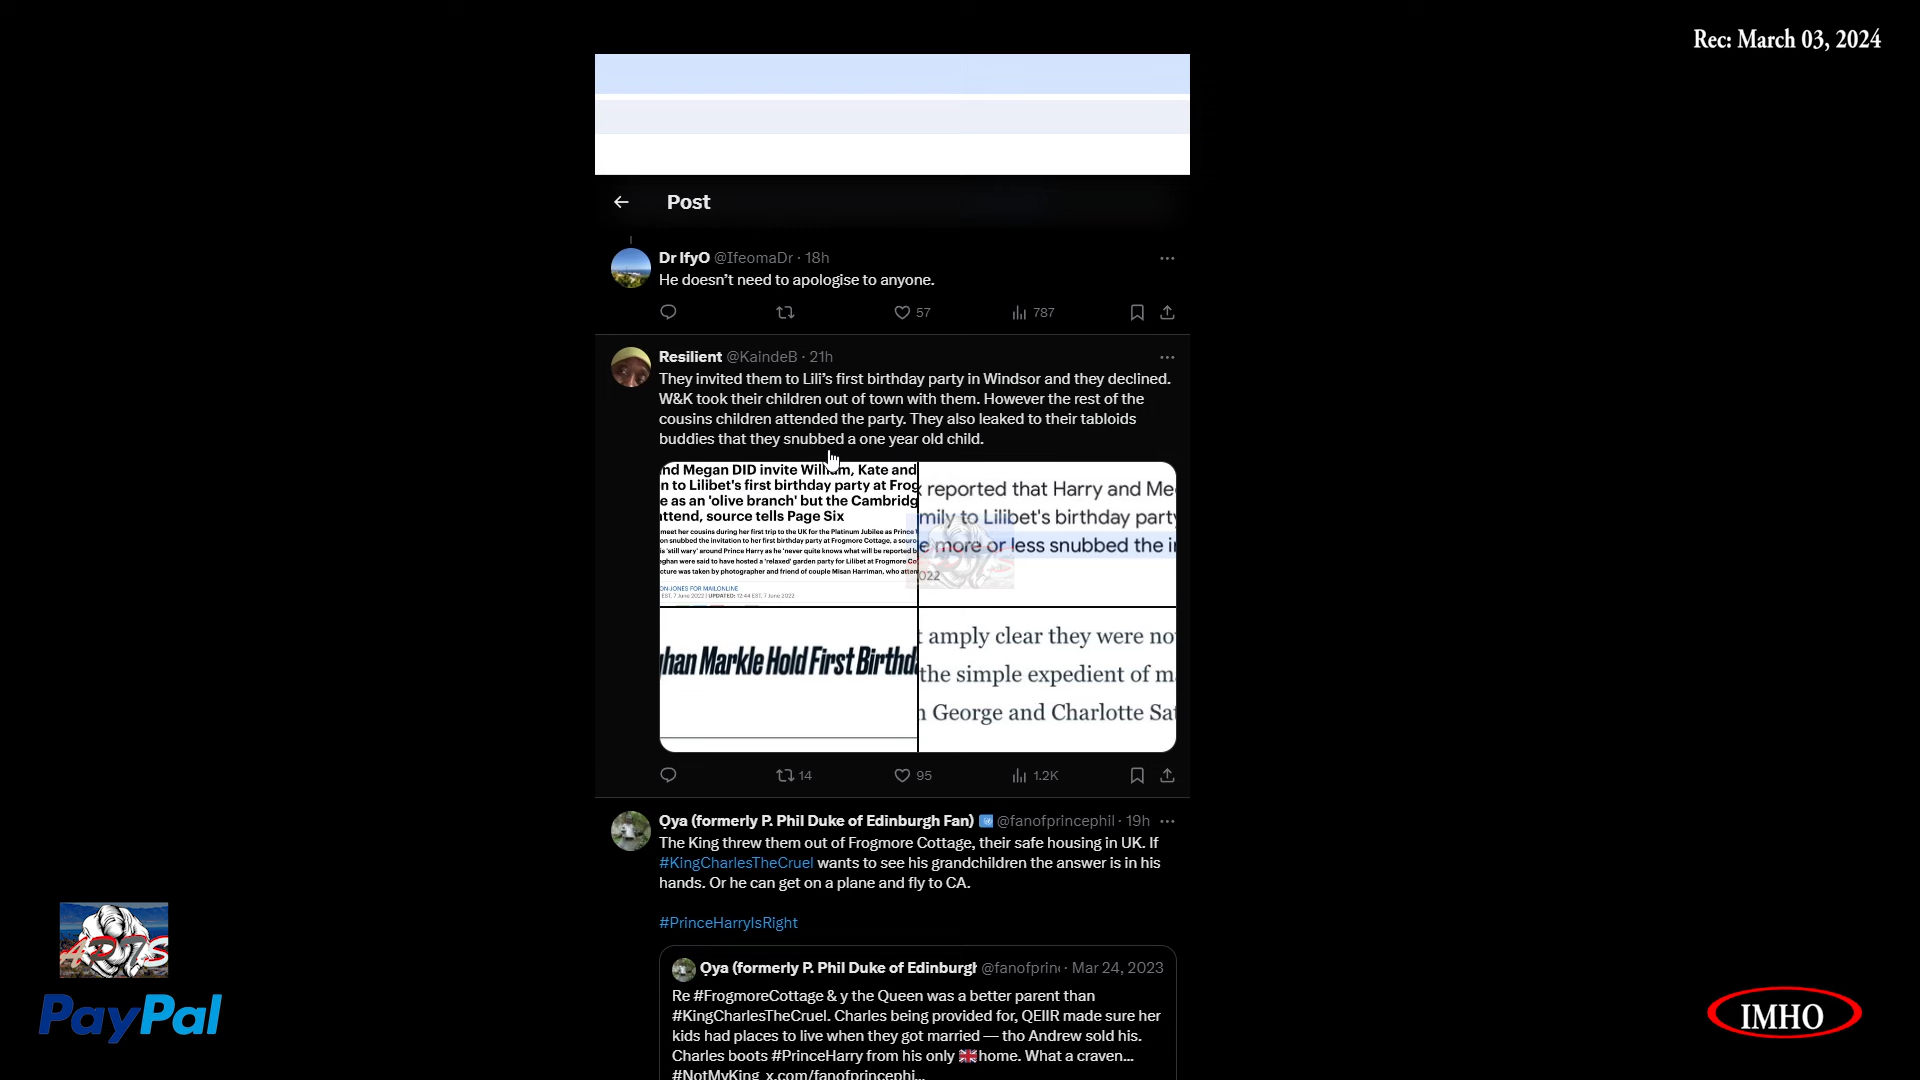 Rec: March 03, 2024
Post
Dr IfyO @IfeomaDr · 18h
He doesn't need to apologise to anyone.
57
787
Resilient @KaindeB · 21h
They invited them to Lili's first birthday party in Windsor and they declined.
W&K took their children out of town with them. However the rest of the
cousins children attended the party. They also leaked to their tabloids
buddies that they snubbed a one year old child.
nd Megan DID invite William, Kate and
n to Lilibet's first birthday party at Frog
e as an 'olive branch' but the Cambridg
ttend, source tells Page Six
meet her cousins during her first trip to the UK for the Platinum Jubilee as Prince
on snubbed the invitation to her first birthday party at Frogmore Cottage, a sourc
is 'still wary' around Prince Harry as he 'never quite knows what will be reported b
eghan were said to have hosted a 'relaxed' garden party for Lilibet at Frogmore Co
cture was taken by photographer and friend of couple Misan Harriman, who atten
ON-JONES FOR MAILONLINE
EST, 7 June 2022 | UPDATED: 12:44 EST, 7 June 2022
reported that Harry and Me
mily to Lilibet's birthday party
e more or less snubbed the i
022
ghan Markle Hold First Birthd
t amply clear they were no
the simple expedient of m
n George and Charlotte Sa
14
95
1.2K
Ọya (formerly P. Phil Duke of Edinburgh Fan) @fanofprincephil · 19h
The King threw them out of Frogmore Cottage, their safe housing in UK. If
#KingCharlesTheCruel wants to see his grandchildren the answer is in his
hands. Or he can get on a plane and fly to CA.
#PrinceHarryIsRight
Ọya (formerly P. Phil Duke of Edinburgh @fanofprin · Mar 24, 2023
Re #FrogmoreCottage & y the Queen was a better parent than
#KingCharlesTheCruel. Charles being provided for, QEIIR made sure her
kids had places to live when they got married — tho Andrew sold his.
Charles boots #PrinceHarry from his only 🇬🇧home. What a craven...
#NotMyKing x.com/fanofprincephi...
APTS
PayPal
IMHO